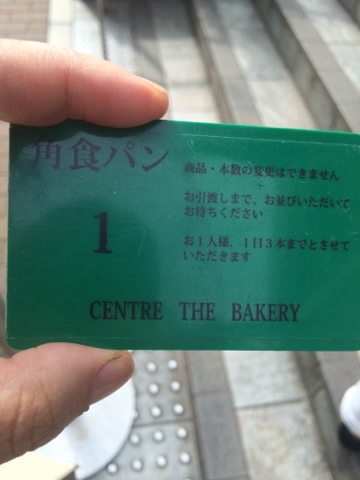 角食パン
1
商品・本数の変更はできません
お引渡しまで、お並びいただいて
お待ちください
お1人様、1日3本までとさせて
いただきます
CENTRE THE BAKERY